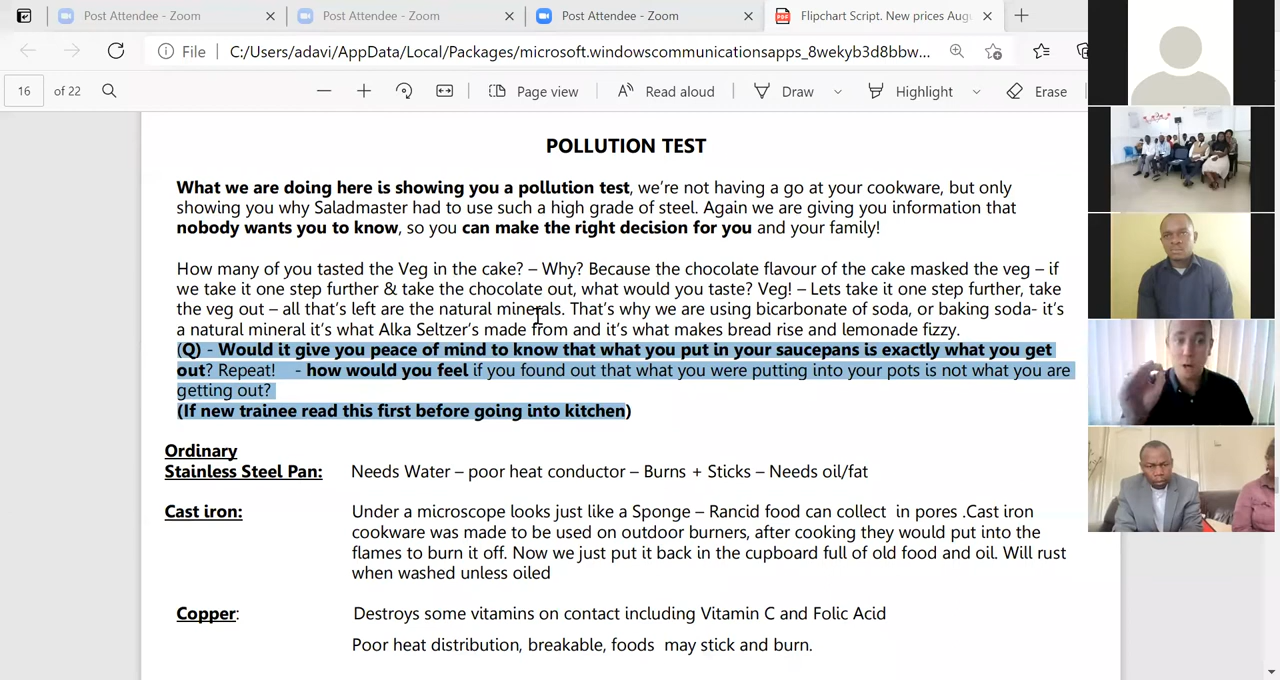 Post Attendee - Zoom
Post Attendee - Zoom
Post Attendee - Zoom
Flipchart Script. New prices Aug
File
C:/Users/adavi/AppData/Local/Packages/microsoft.windowscommunicationsapps_8wekyb3d8bbw...
16 of 22
Page view
Read aloud
Draw
Highlight
Erase
POLLUTION TEST
What we are doing here is showing you a pollution test, we're not having a go at your cookware, but only
showing you why Saladmaster had to use such a high grade of steel. Again we are giving you information that
nobody wants you to know, so you can make the right decision for you and your family!
How many of you tasted the Veg in the cake? – Why? Because the chocolate flavour of the cake masked the veg – if
we take it one step further & take the chocolate out, what would you taste? Veg! – Lets take it one step further, take
the veg out – all that's left are the natural minerals. That's why we are using bicarbonate of soda, or baking soda- it's
a natural mineral it's what Alka Seltzer's made from and it's what makes bread rise and lemonade fizzy.
(Q) - Would it give you peace of mind to know that what you put in your saucepans is exactly what you get
out? Repeat! - how would you feel if you found out that what you were putting into your pots is not what you are
getting out?
(If new trainee read this first before going into kitchen)
Ordinary
Stainless Steel Pan: Needs Water – poor heat conductor – Burns + Sticks – Needs oil/fat
Cast iron: Under a microscope looks just like a Sponge – Rancid food can collect in pores .Cast iron
cookware was made to be used on outdoor burners, after cooking they would put into the
flames to burn it off. Now we just put it back in the cupboard full of old food and oil. Will rust
when washed unless oiled
Copper: Destroys some vitamins on contact including Vitamin C and Folic Acid
Poor heat distribution, breakable, foods may stick and burn.